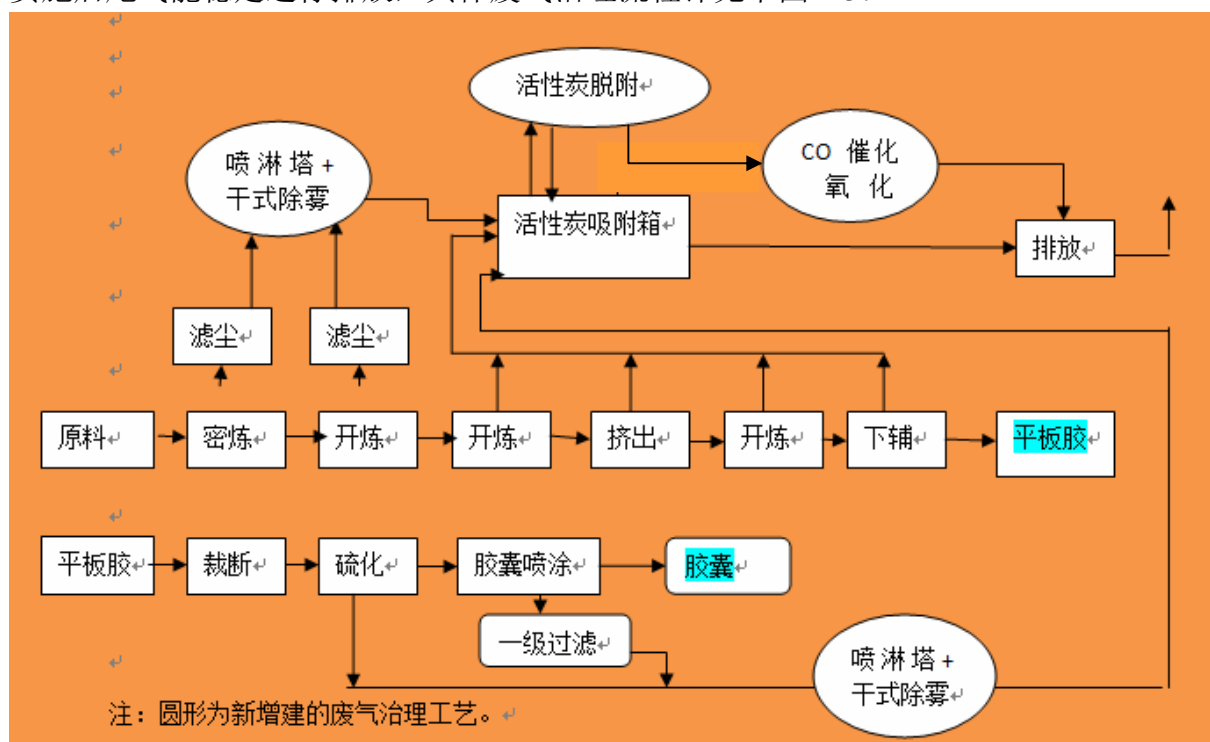 活性炭脱附
CO 催化
氧 化
喷 淋 塔 +
干式除雾
活性炭吸附箱
排放
滤尘
滤尘
原料
密炼
开炼
开炼
挤出
开炼
下辅
平板胶
平板胶
裁断
硫化
胶囊喷涂
胶囊
一级过滤
喷 淋 塔 +
干式除雾
注：圆形为新增建的废气治理工艺。